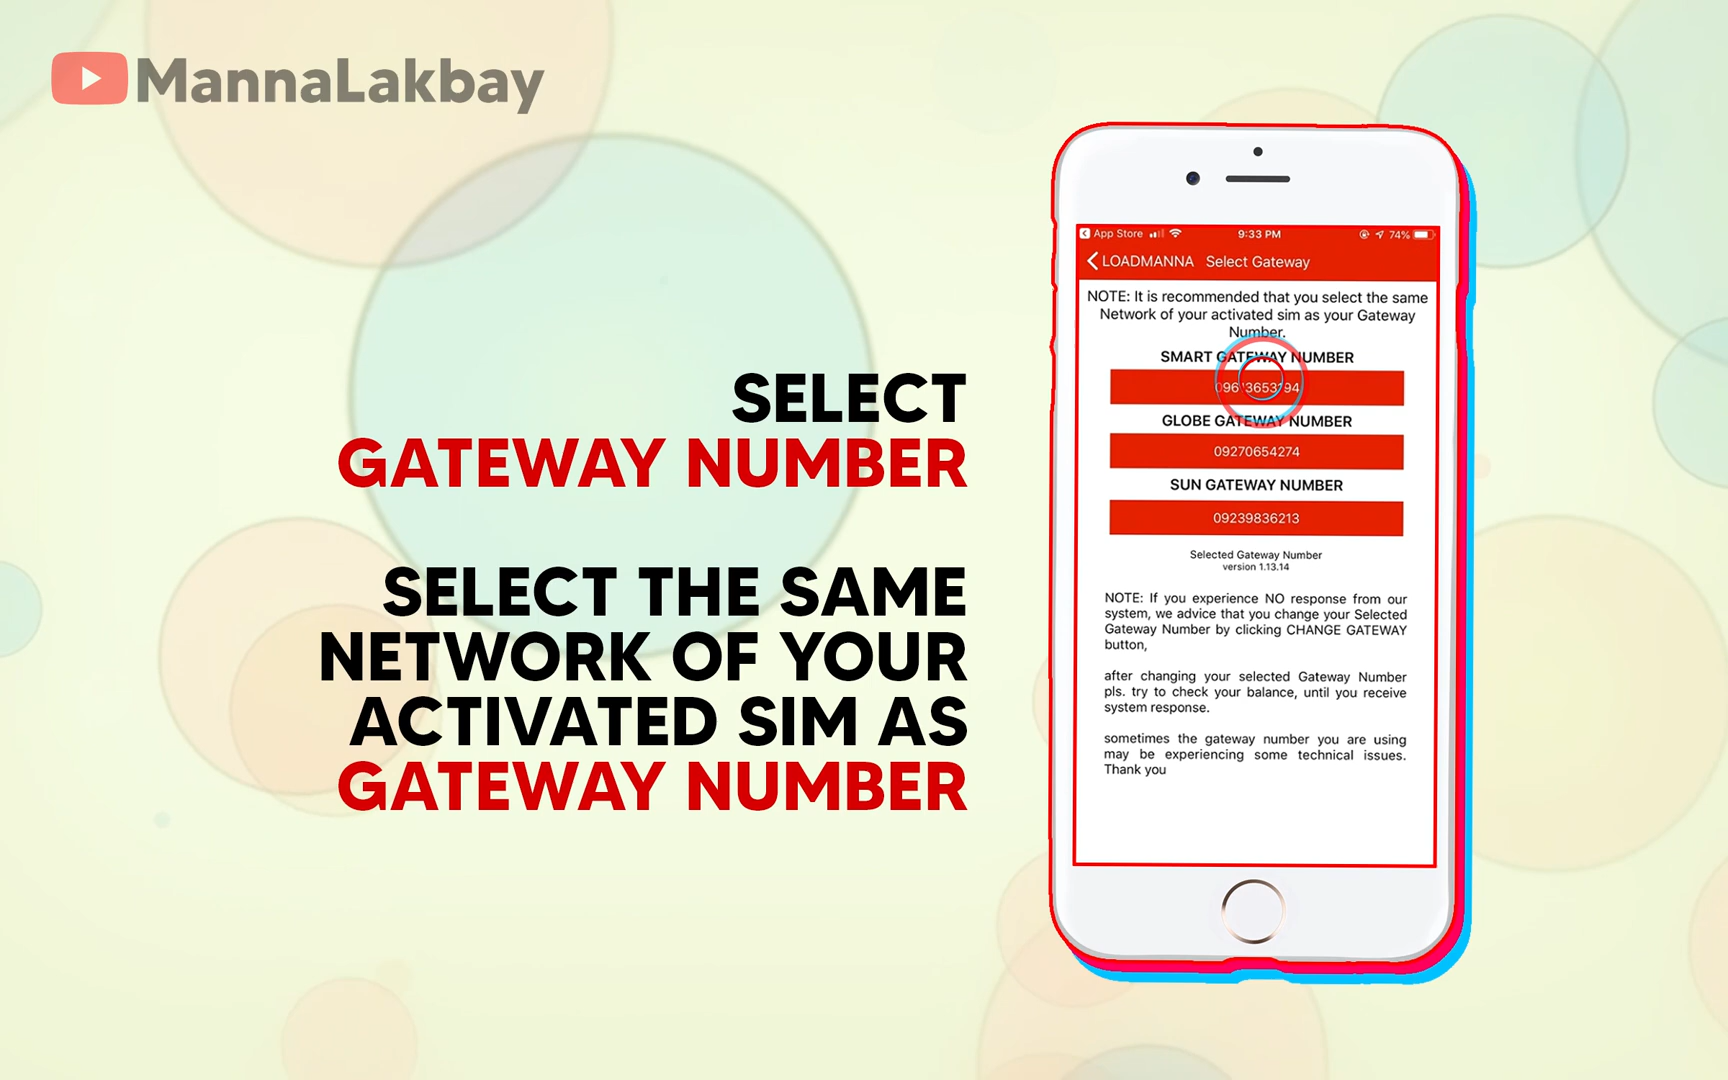 MannaLakbay
SELECT
GATEWAY NUMBER
SELECT THE SAME
NETWORK OF YOUR
ACTIVATED SIM AS
GATEWAY NUMBER
App Store 9:33 PM 74%
LOADMANNA Select Gateway
NOTE: It is recommended that you select the same
Network of your activated sim as your Gateway
Number.
SMART GATEWAY NUMBER
GLOBE GATEWAY NUMBER
09270654274
SUN GATEWAY NUMBER
09239836213
Selected Gateway Number
version 1.13.14
NOTE: If you experience NO response from our
system, we advice that you change your Selected
Gateway Number by clicking CHANGE GATEWAY
button,
after changing your selected Gateway Number
pls. try to check your balance, until you receive
system response.
sometimes the gateway number you are using
may be experiencing some technical issues.
Thank you